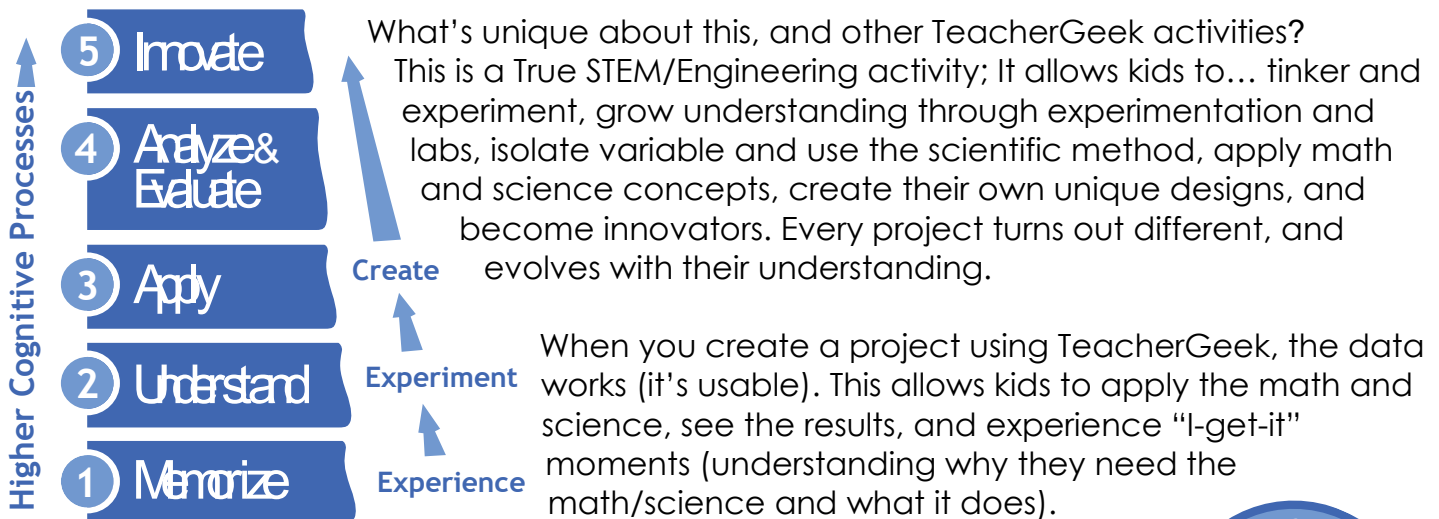 Higher Cognitive Processes
5 Innovate
4 Analyze &
Evaluate
3 Apply
2 Understand
1 Memorize
Create
Experiment
Experience
What’s unique about this, and other TeacherGeek activities?
This is a True STEM/Engineering activity; It allows kids to… tinker and
experiment, grow understanding through experimentation and
labs, isolate variable and use the scientific method, apply math
and science concepts, create their own unique designs, and
become innovators. Every project turns out different, and
evolves with their understanding.
When you create a project using TeacherGeek, the data
works (it’s usable). This allows kids to apply the math and
science, see the results, and experience “I-get-it”
moments (understanding why they need the
math/science and what it does).